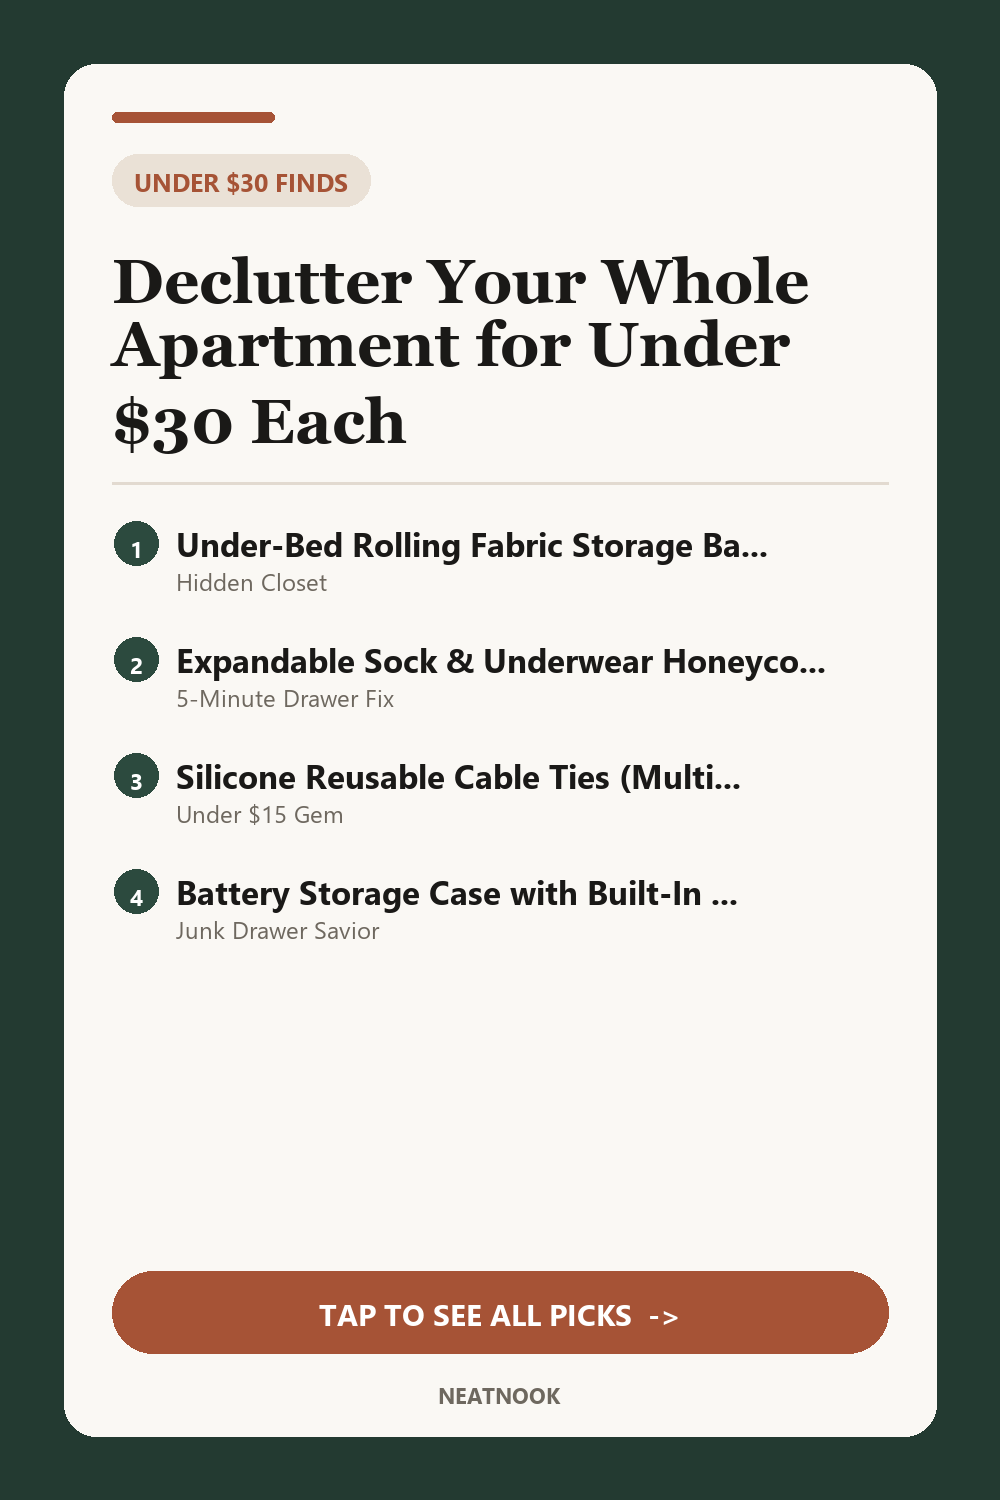 UNDER $30 FINDS
Declutter Your Whole
Apartment for Under
$30 Each
1 Under-Bed Rolling Fabric Storage Ba...
Hidden Closet
2 Expandable Sock & Underwear Honeyco...
5-Minute Drawer Fix
3 Silicone Reusable Cable Ties (Multi...
Under $15 Gem
4 Battery Storage Case with Built-In ...
Junk Drawer Savior
TAP TO SEE ALL PICKS ->
NEATNOOK